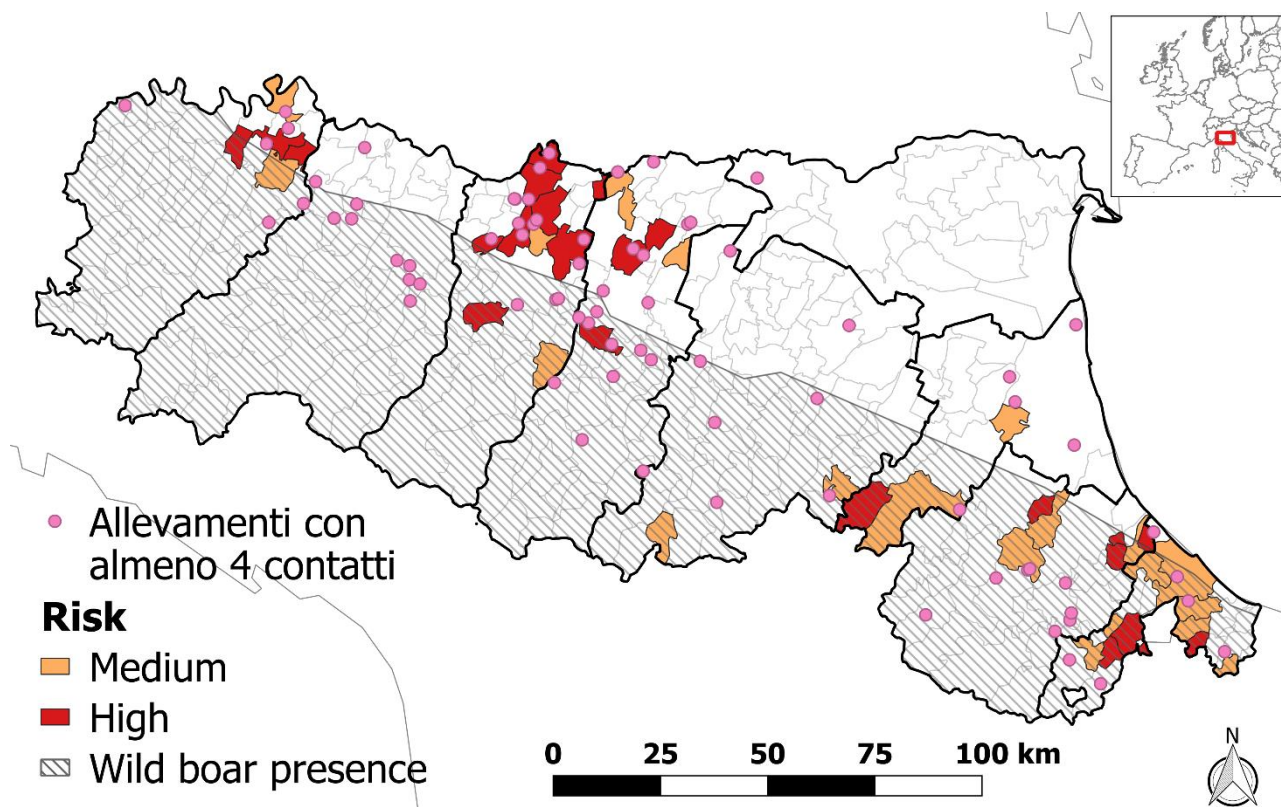 Allevamenti con
almeno 4 contatti
Risk
Medium
High
Wild boar presence
0 25 50 75 100 km
N